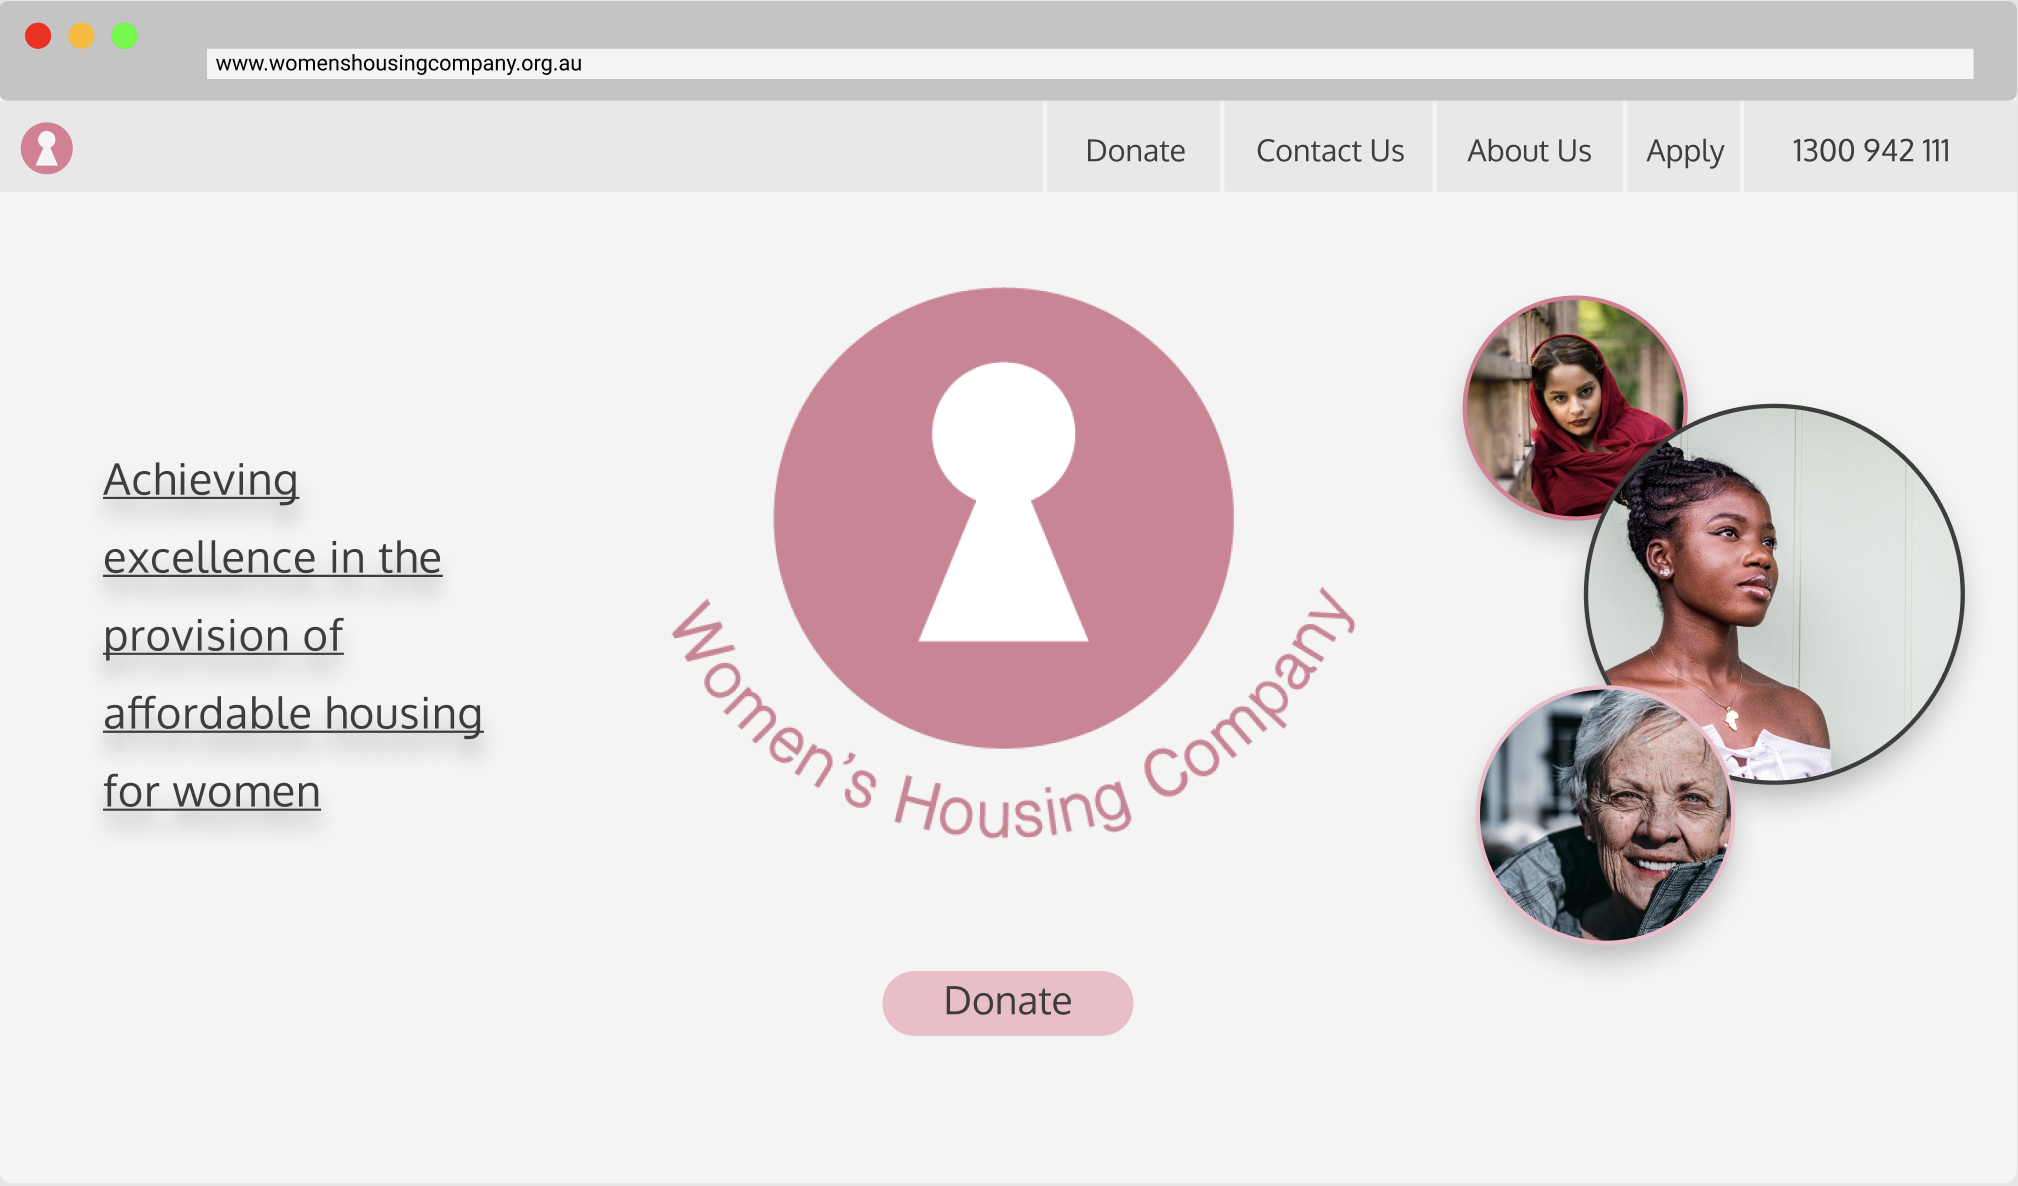 www.womenshousingcompany.org.au
Donate
Contact Us
About Us
Apply
1300 942 111
Achieving
excellence in the
provision of
affordable housing
for women
Women's Housing Company
Donate